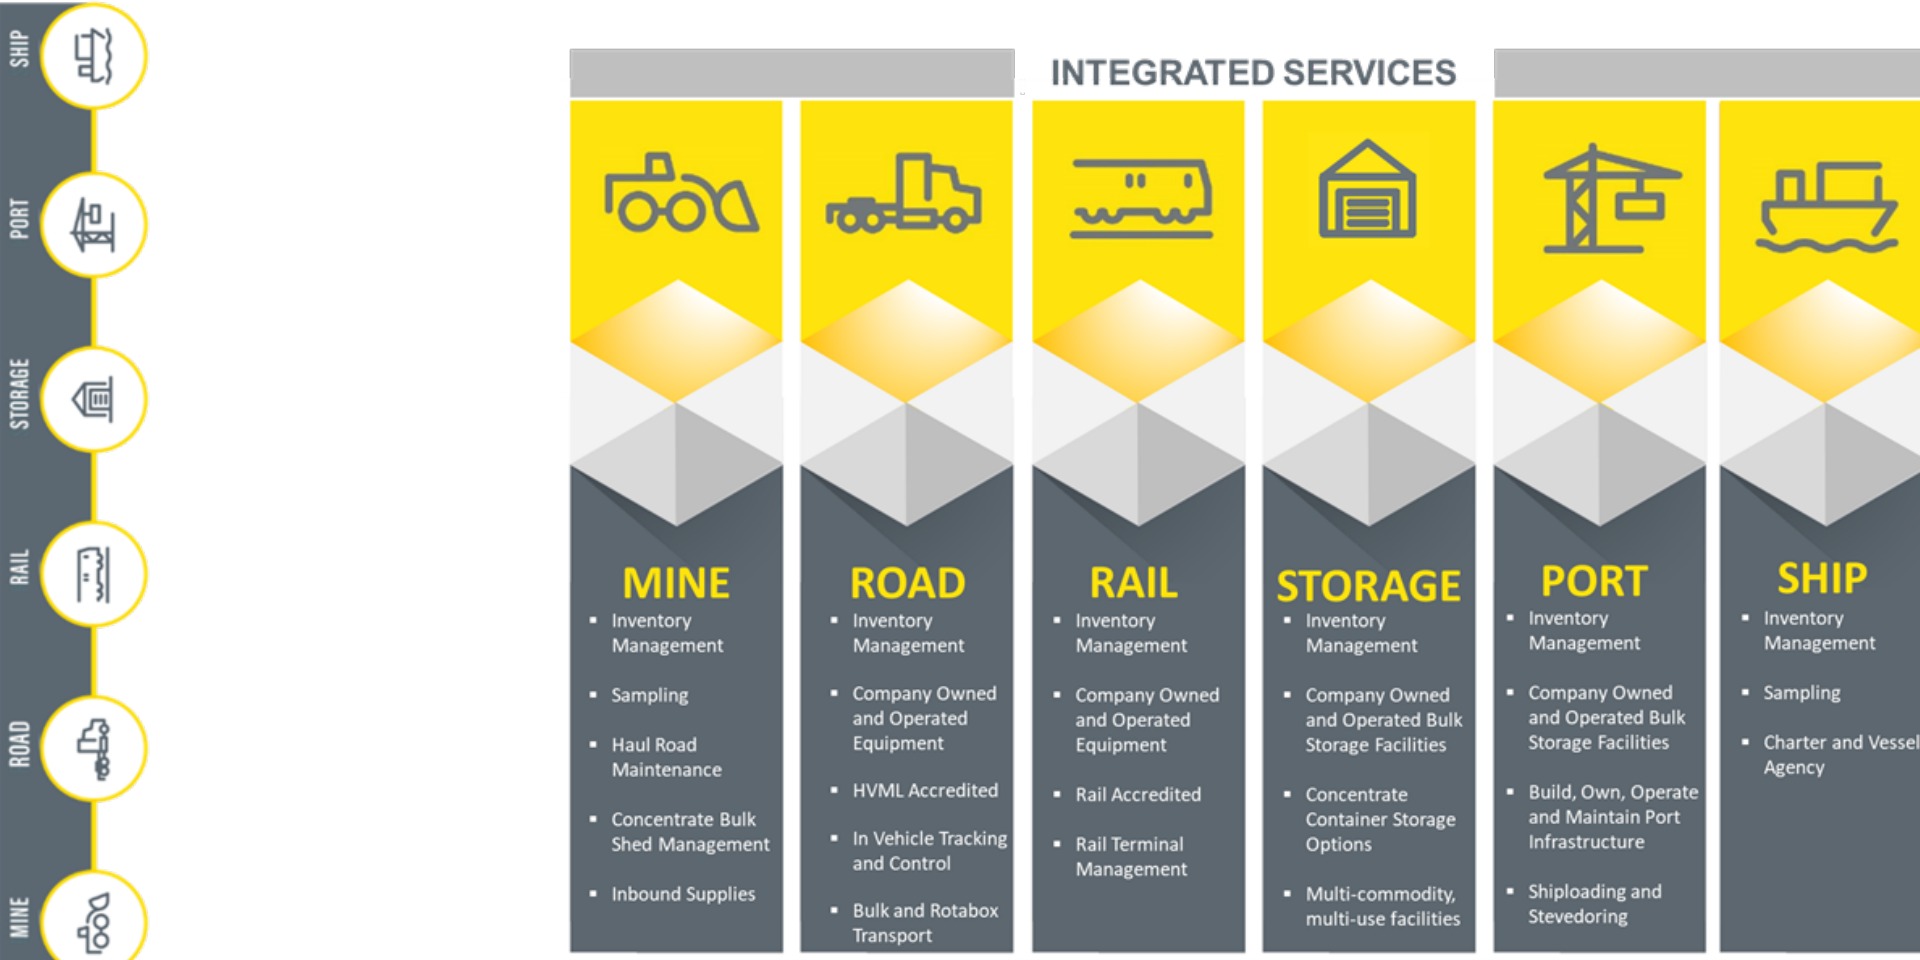 SHIP
PORT
STORAGE
RAIL
ROAD
MINE
INTEGRATED SERVICES
MINE
▪ Inventory
Management
▪ Sampling
▪ Haul Road
Maintenance
▪ Concentrate Bulk
Shed Management
▪ Inbound Supplies
ROAD
▪ Inventory
Management
▪ Company Owned
and Operated
Equipment
▪ HVML Accredited
▪ In Vehicle Tracking
and Control
▪ Bulk and Rotabox
Transport
RAIL
▪ Inventory
Management
▪ Company Owned
and Operated
Equipment
▪ Rail Accredited
▪ Rail Terminal
Management
STORAGE
▪ Inventory
Management
▪ Company Owned
and Operated Bulk
Storage Facilities
▪ Concentrate
Container Storage
Options
▪ Multi-commodity,
multi-use facilities
PORT
▪ Inventory
Management
▪ Company Owned
and Operated Bulk
Storage Facilities
▪ Build, Own, Operate
and Maintain Port
Infrastructure
▪ Shiploading and
Stevedoring
SHIP
▪ Inventory
Management
▪ Sampling
▪ Charter and Vessel
Agency